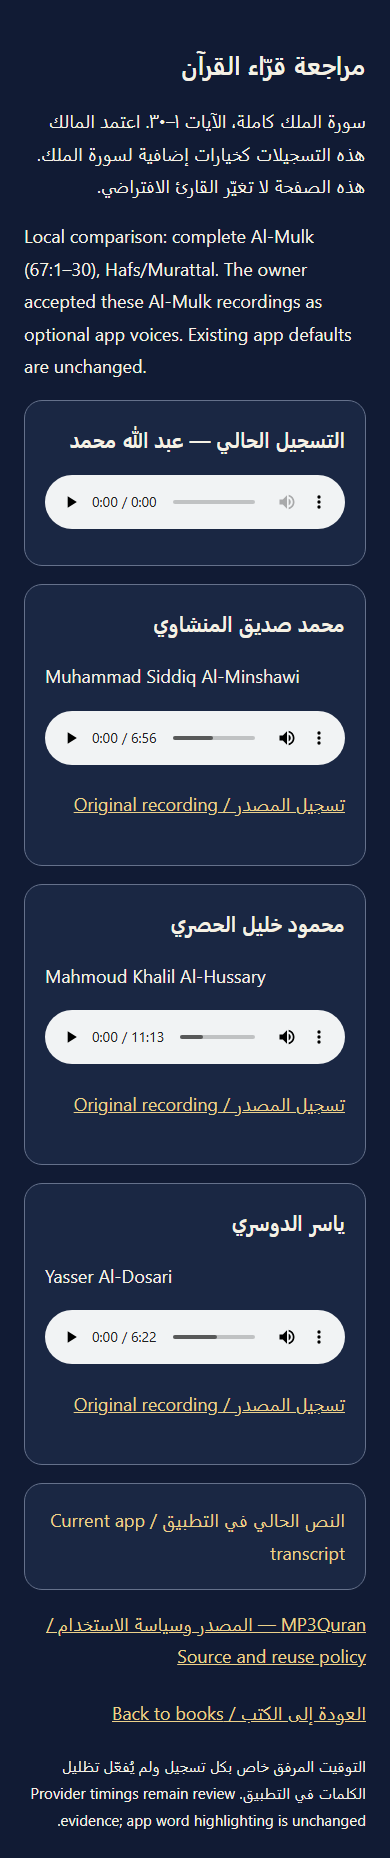 مراجعة قرّاء القرآن
سورة الملك كاملة، الآيات ١–٣٠. اعتمد المالك
هذه التسجيلات كخيارات إضافية لسورة الملك.
هذه الصفحة لا تغيّر القارئ الافتراضي.
Local comparison: complete Al-Mulk
(67:1–30), Hafs/Murattal. The owner
accepted these Al-Mulk recordings as
optional app voices. Existing app defaults
are unchanged.
التسجيل الحالي — عبد الله محمد
0:00 / 0:00
محمد صديق المنشاوي
Muhammad Siddiq Al-Minshawi
0:00 / 6:56
تسجيل المصدر / Original recording
محمود خليل الحصري
Mahmoud Khalil Al-Hussary
0:00 / 11:13
تسجيل المصدر / Original recording
ياسر الدوسري
Yasser Al-Dosari
0:00 / 6:22
تسجيل المصدر / Original recording
النص الحالي في التطبيق / Current app
transcript
MP3Quran — المصدر وسياسة الاستخدام /
Source and reuse policy
العودة إلى الكتب / Back to books
التوقيت المرفق خاص بكل تسجيل ولم يُفعّل تظليل
الكلمات في التطبيق. Provider timings remain review
evidence; app word highlighting is unchanged.